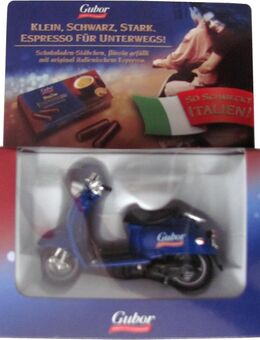 Gubor
KLEIN, SCHWARZ, STARK.
ESPRESSO FÜR UNTERWEGS!
Schokoladen-Stäbchen, flüssig gefüllt
mit original italienischem Espresso.
SO SCHMECKT
ITALIEN!
Gubor
Gubor